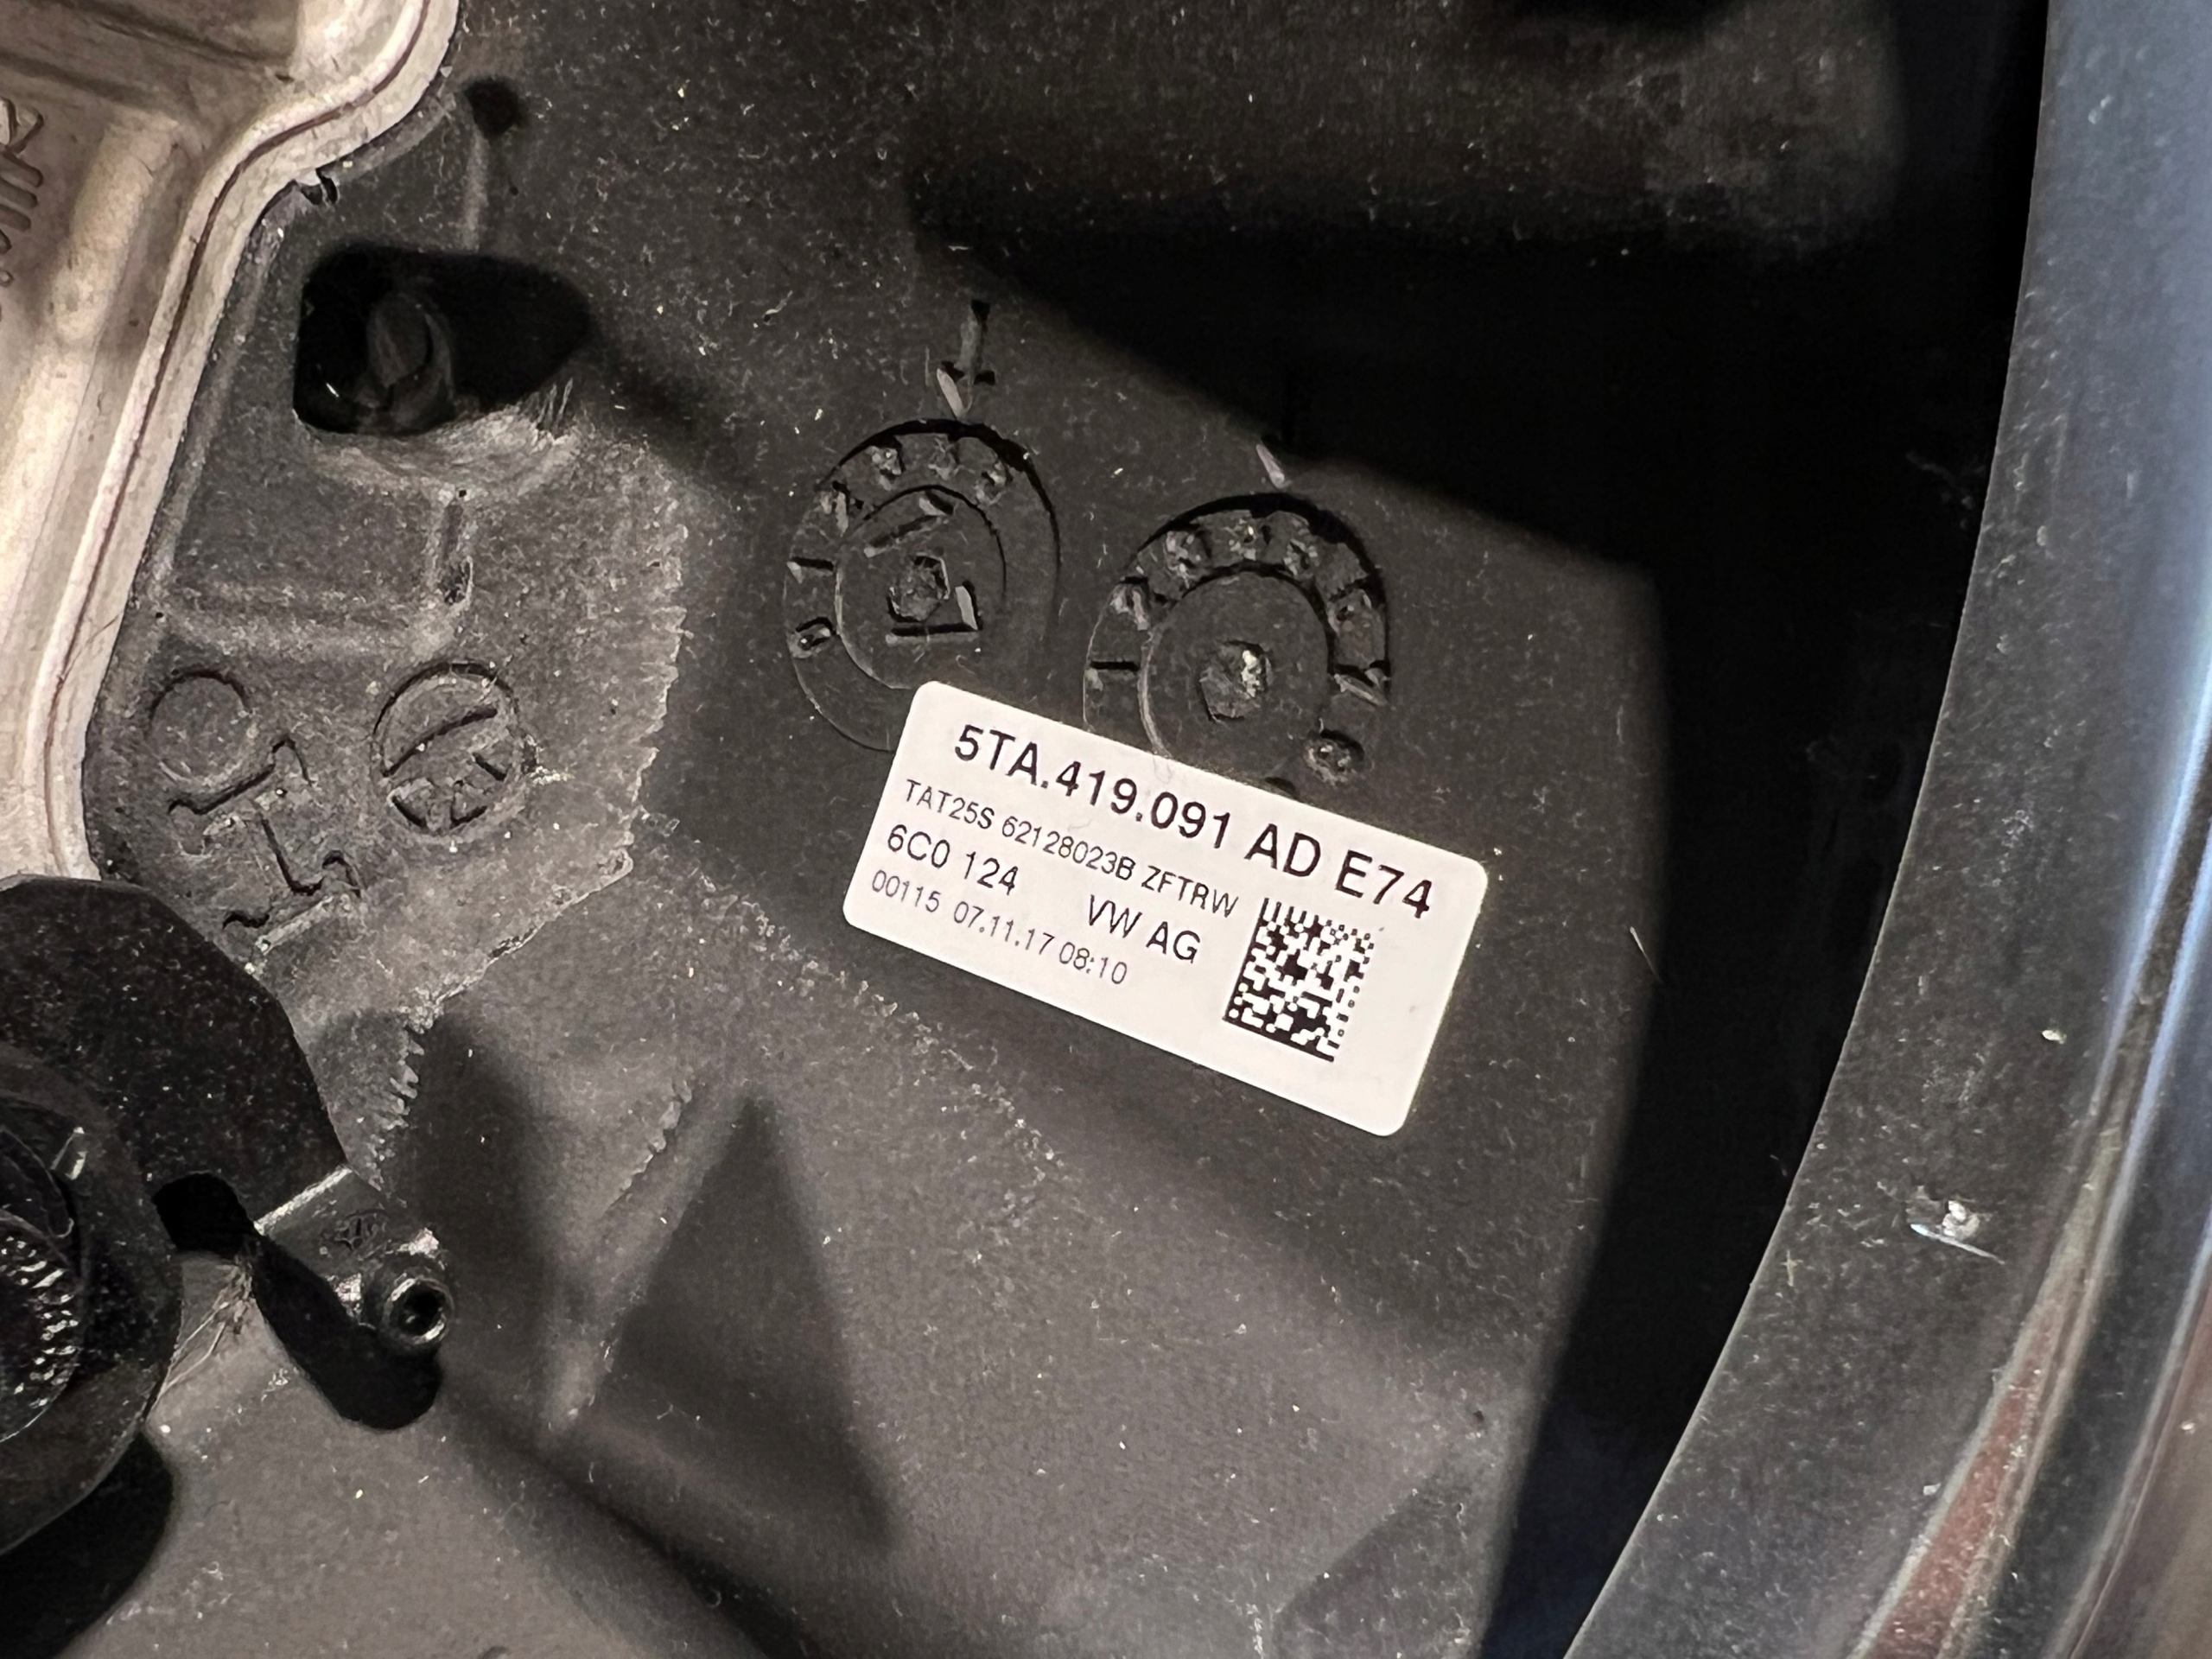 5TA.419.091 AD E74
TAT25S 62128023B ZFTRW
6C0 124 VW AG
00115 07.11.17 08:10